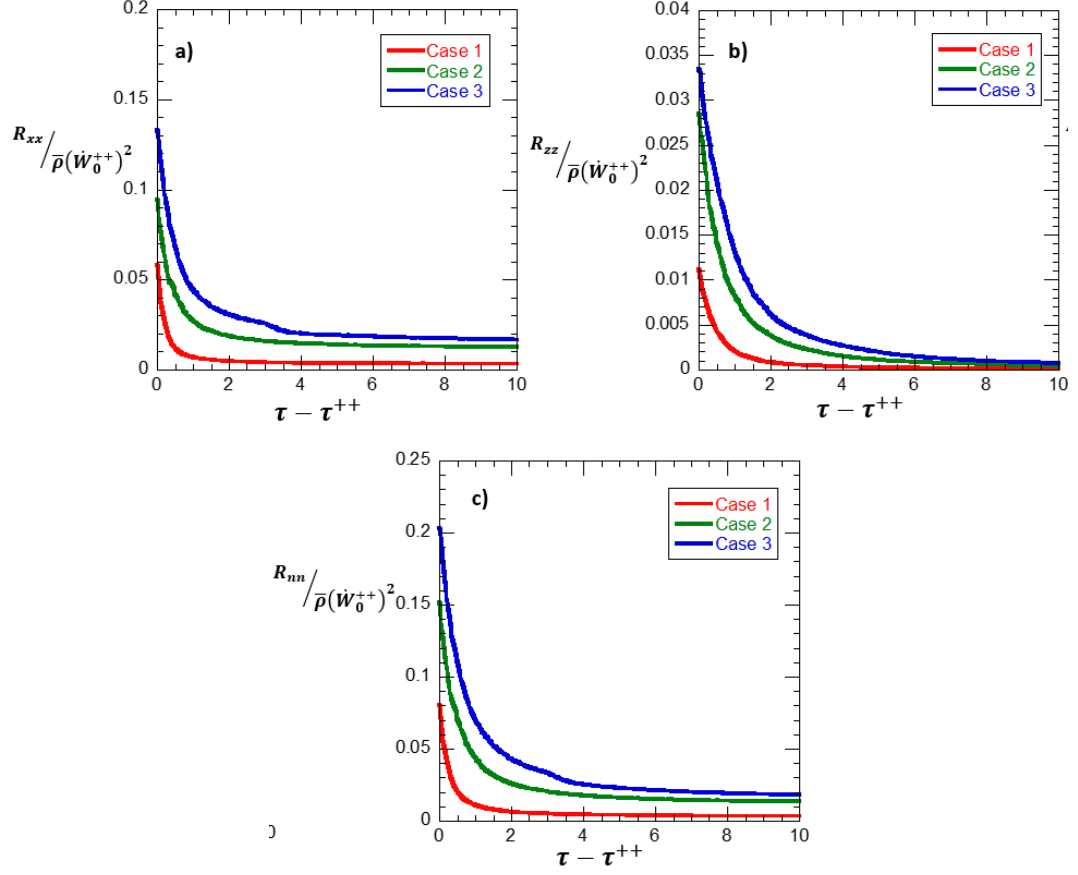 a)
Case 1
Case 2
Case 3
0.2
0.15
0.1
0.05
0
R_xx / ρ̅(Ẇ_0^{++})^2
0 2 4 6 8 10
τ − τ^{++}
b)
Case 1
Case 2
Case 3
0.04
0.035
0.03
0.025
0.02
0.015
0.01
0.005
0
R_zz / ρ̅(Ẇ_0^{++})^2
0 2 4 6 8 10
τ − τ^{++}
c)
Case 1
Case 2
Case 3
0.25
0.2
0.15
0.1
0.05
0
R_nn / ρ̅(Ẇ_0^{++})^2
0 2 4 6 8 10
τ − τ^{++}